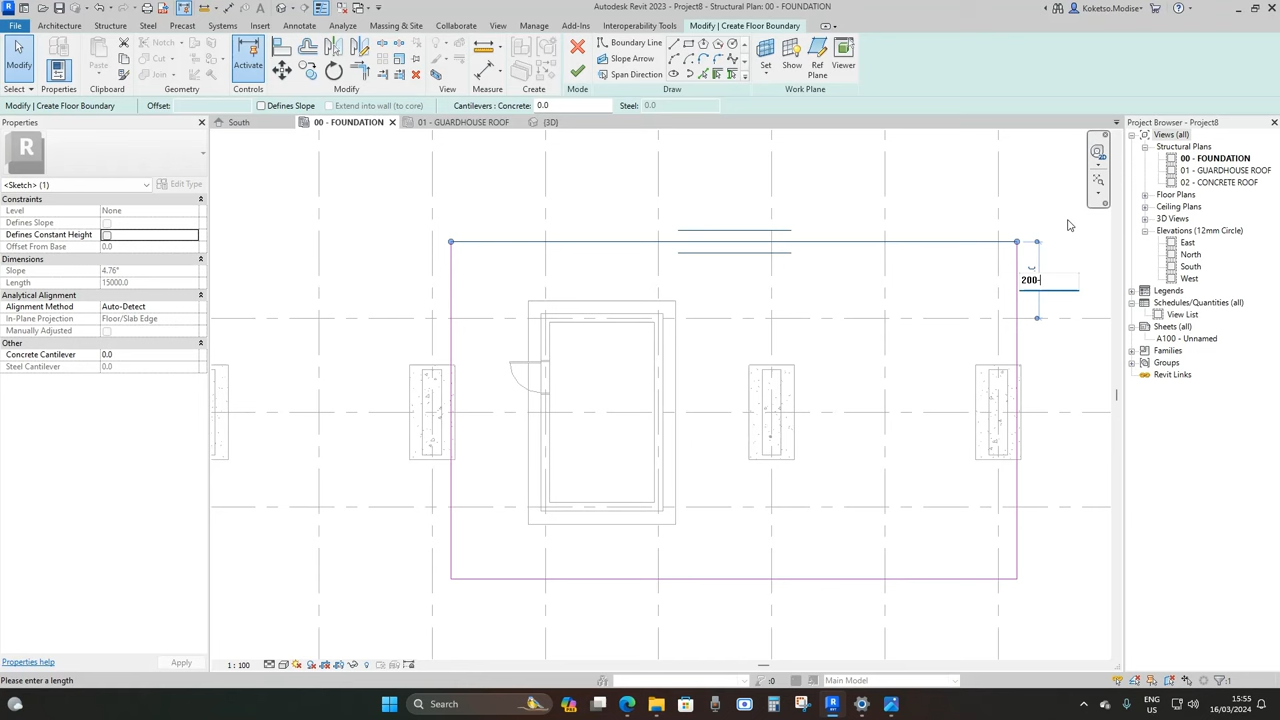 Autodesk Revit 2023 - Project8 - Structural Plan: 00 - FOUNDATION
Koketso.Modise
File Architecture Structure Steel Precast Systems Insert Annotate Analyze Massing & Site Collaborate View Manage Add-Ins Interoperability Tools Modify | Create Floor Boundary
Modify
Paste
Notch
Cut
Join
Activate
Boundary Line
Slope Arrow
Span Direction
Set Show Ref Plane Viewer
Select Properties Clipboard Geometry Controls Modify View Measure Create Mode Draw Work Plane
Modify | Create Floor Boundary Offset: Defines Slope Extend into wall (to core) Cantilevers : Concrete: 0.0 Steel: 0.0
Properties
South 00 - FOUNDATION 01 - GUARDHOUSE ROOF {3D}
R
<Sketch> (1) Edit Type
Constraints
Level None
Defines Slope
Defines Constant Height
Offset From Base 0.0
Dimensions
Slope 4.76°
Length 15000.0
Analytical Alignment
Alignment Method Auto-Detect
In-Plane Projection Floor/Slab Edge
Manually Adjusted
Other
Concrete Cantilever 0.0
Steel Cantilever 0.0
200
Project Browser - Project8
Views (all)
Structural Plans
00 - FOUNDATION
01 - GUARDHOUSE ROOF
02 - CONCRETE ROOF
Floor Plans
Ceiling Plans
3D Views
Elevations (12mm Circle)
East
North
South
West
Legends
Schedules/Quantities (all)
View List
Sheets (all)
A100 - Unnamed
Families
Groups
Revit Links
Properties help Apply
1 : 100
Please enter a length
:0
Main Model
:1
Search
ENG
US
15:55
16/03/2024